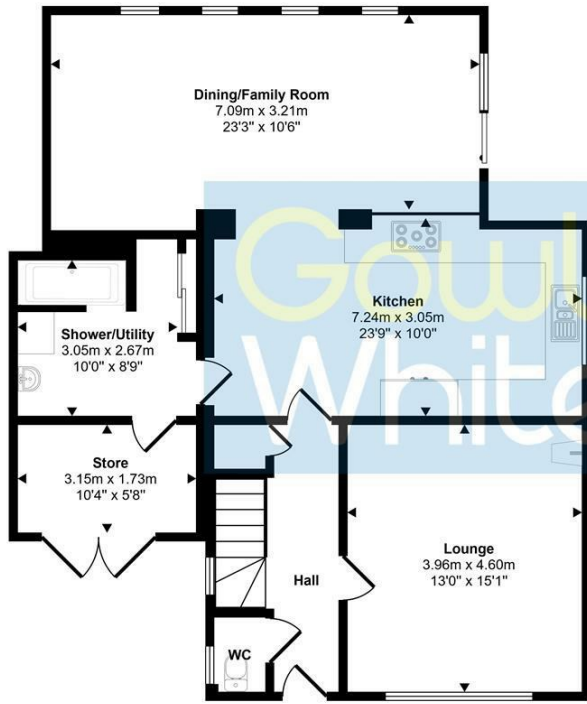 Dining/Family Room
7.09m x 3.21m
23'3" x 10'6"
Kitchen
7.24m x 3.05m
23'9" x 10'0"
Shower/Utility
3.05m x 2.67m
10'0" x 8'9"
Store
3.15m x 1.73m
10'4" x 5'8"
Lounge
3.96m x 4.60m
13'0" x 15'1"
Hall
WC
White